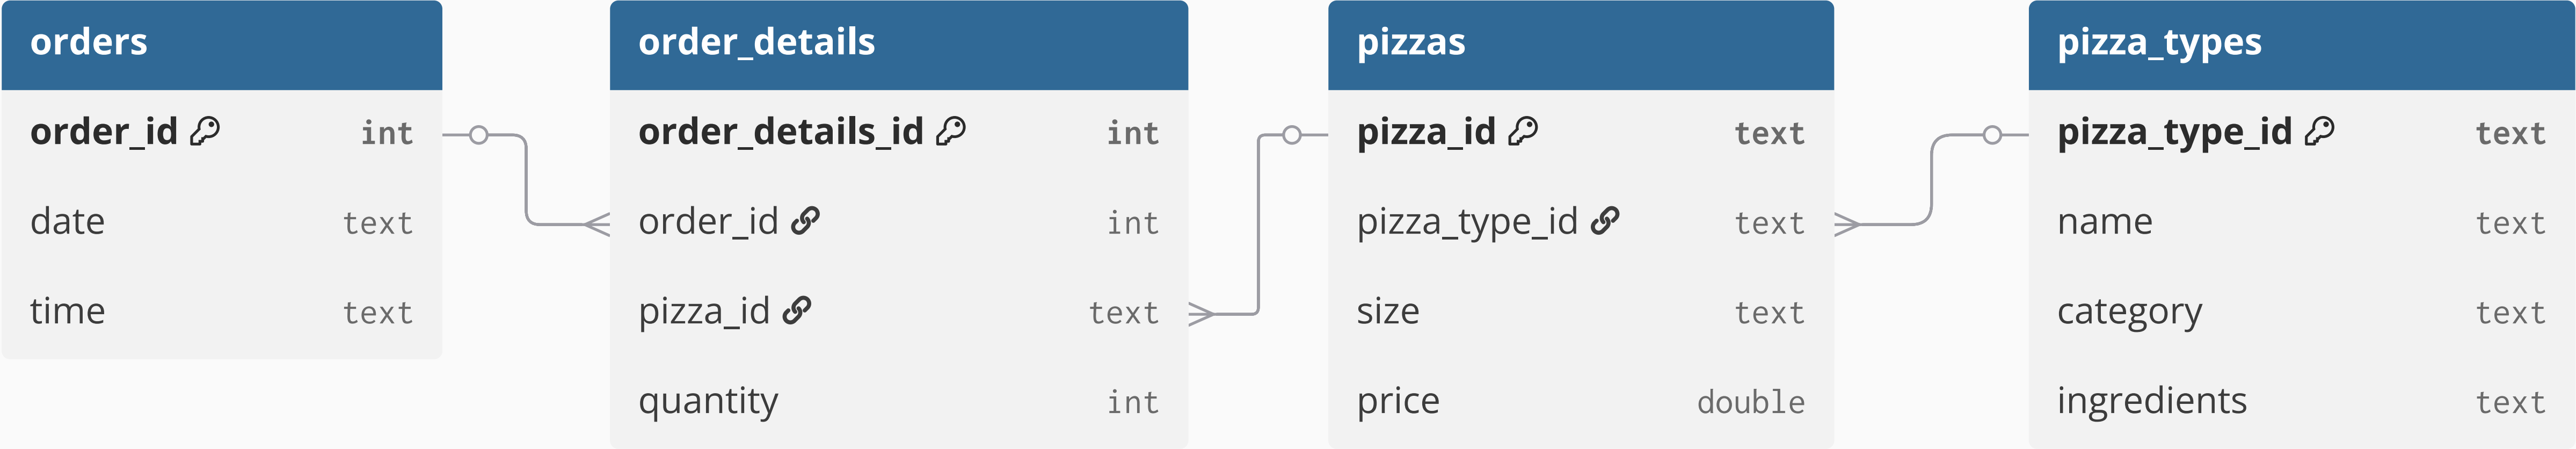 orders
order_id int
date text
time text
order_details
order_details_id int
order_id int
pizza_id text
quantity int
pizzas
pizza_id text
pizza_type_id text
size text
price double
pizza_types
pizza_type_id text
name text
category text
ingredients text